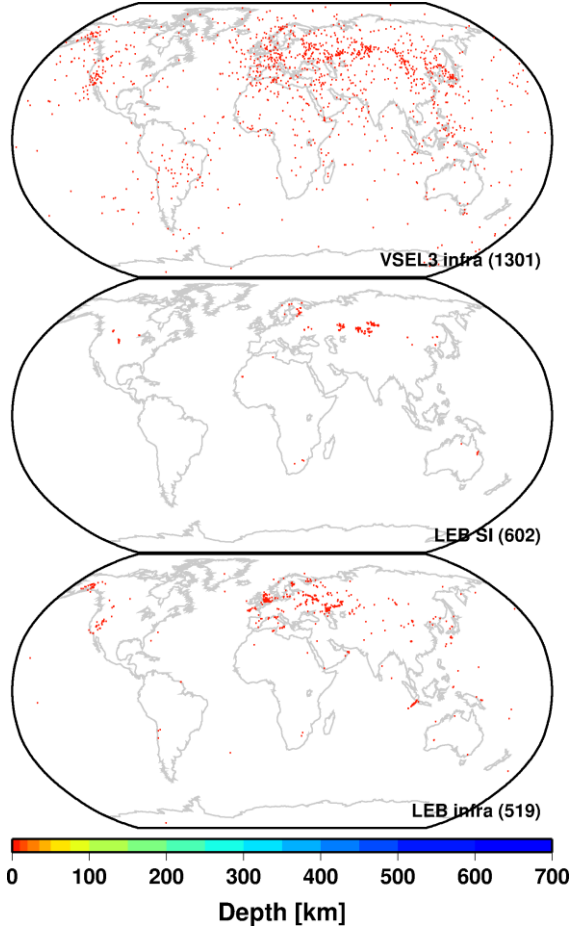 VSEL3 infra (1301)
LEB SI (602)
LEB infra (519)
0 100 200 300 400 500 600 700
Depth [km]